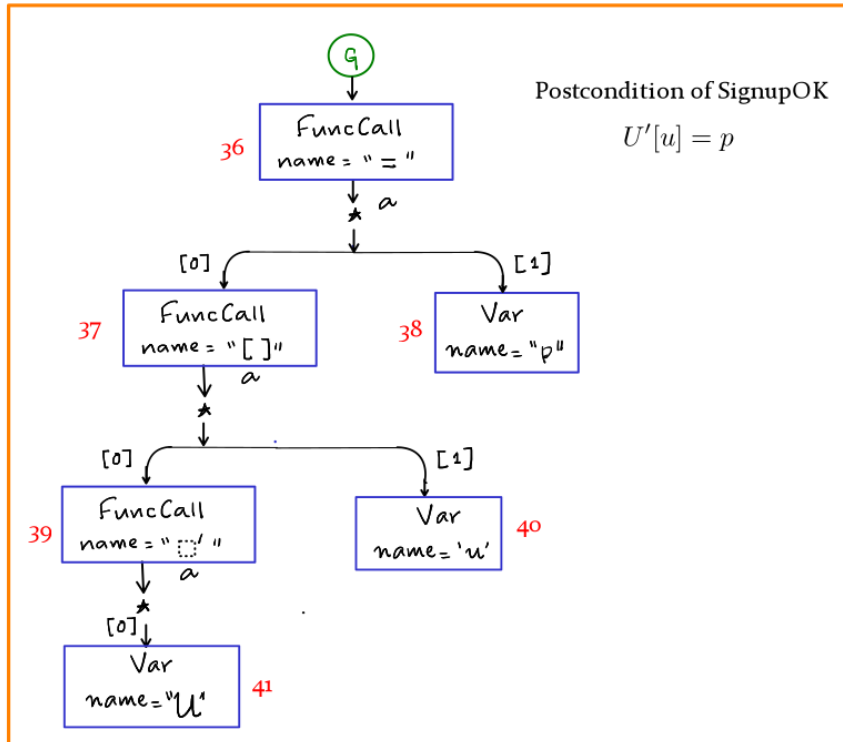 G
Postcondition of SignupOK
U'[u] = p
36
FuncCall
name = " = "
a
*
[0]
[1]
37
FuncCall
name = "[ ]"
38
Var
name = "p"
a
*
[0]
[1]
39
FuncCall
name = "⬚' "
Var
name = 'u'
40
a
*
[0]
Var
name = "U"
41